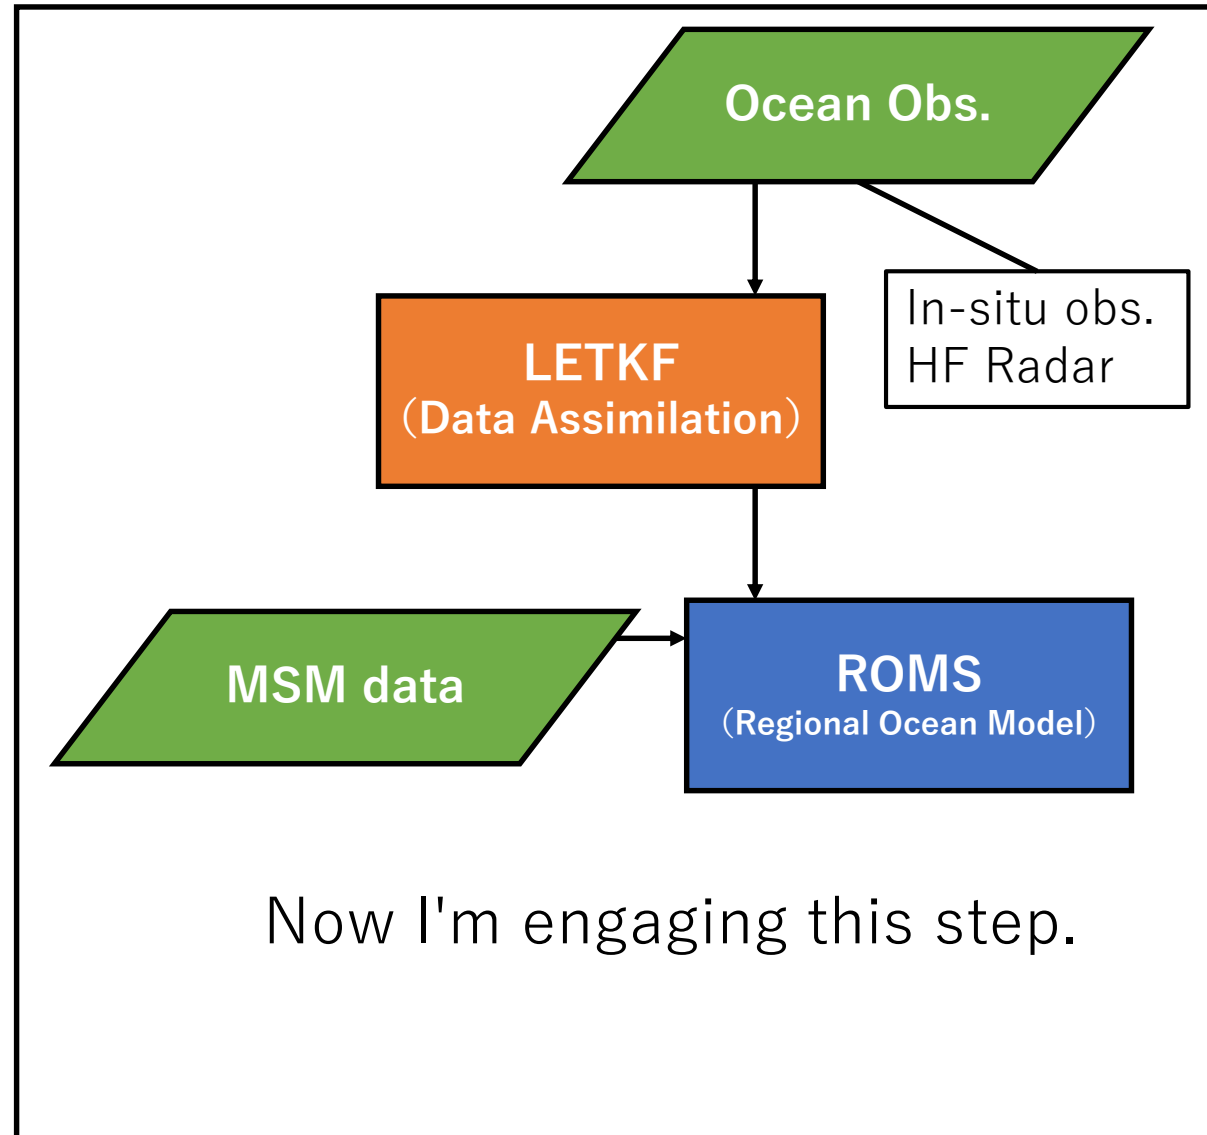 Ocean Obs.
In-situ obs.
HF Radar
LETKF
（Data Assimilation）
MSM data
ROMS
（Regional Ocean Model）
Now I'm engaging this step.